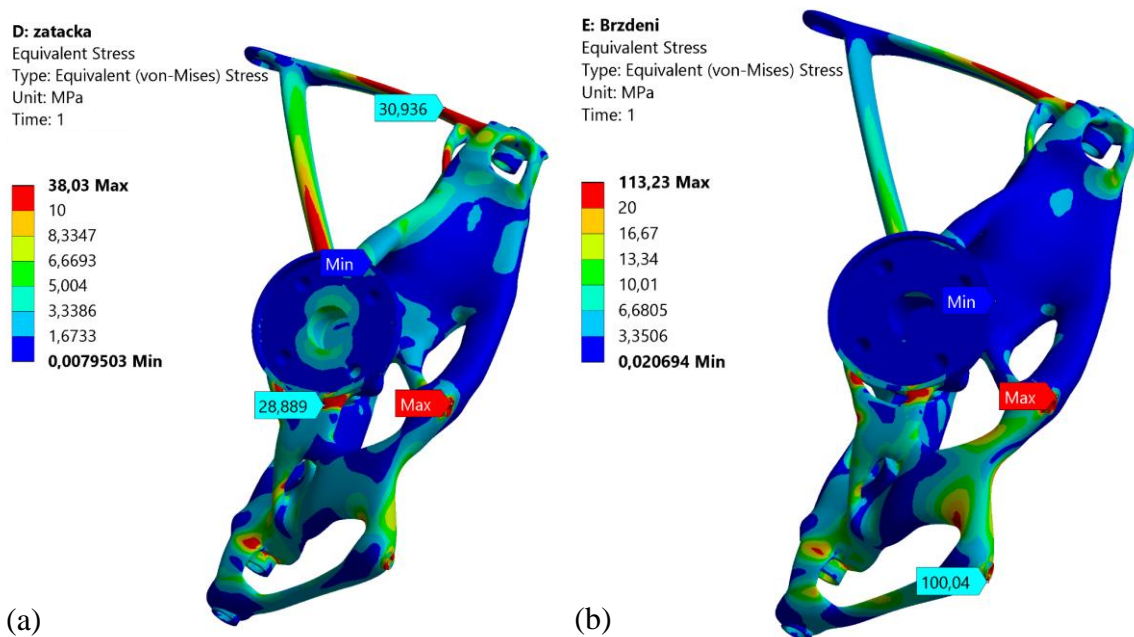 D: zatacka
Equivalent Stress
Type: Equivalent (von-Mises) Stress
Unit: MPa
Time: 1
38,03 Max
10
8,3347
6,6693
5,004
3,3386
1,6733
0,0079503 Min
30,936
Min
28,889
Max
(a)
E: Brzdeni
Equivalent Stress
Type: Equivalent (von-Mises) Stress
Unit: MPa
Time: 1
113,23 Max
20
16,67
13,34
10,01
6,6805
3,3506
0,020694 Min
Min
Max
100,04
(b)